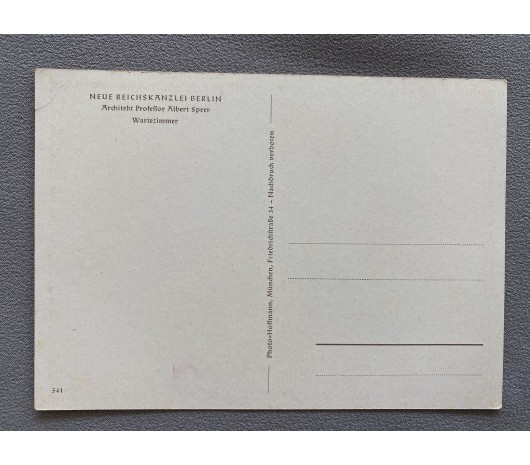 NEUE REICHSKANZLEI BERLIN
Architekt Profeſſor Albert Speer
Wartezimmer
Photo-Hoffmann, München, Friedrichſtraße 34 – Nachdruck verboten
541